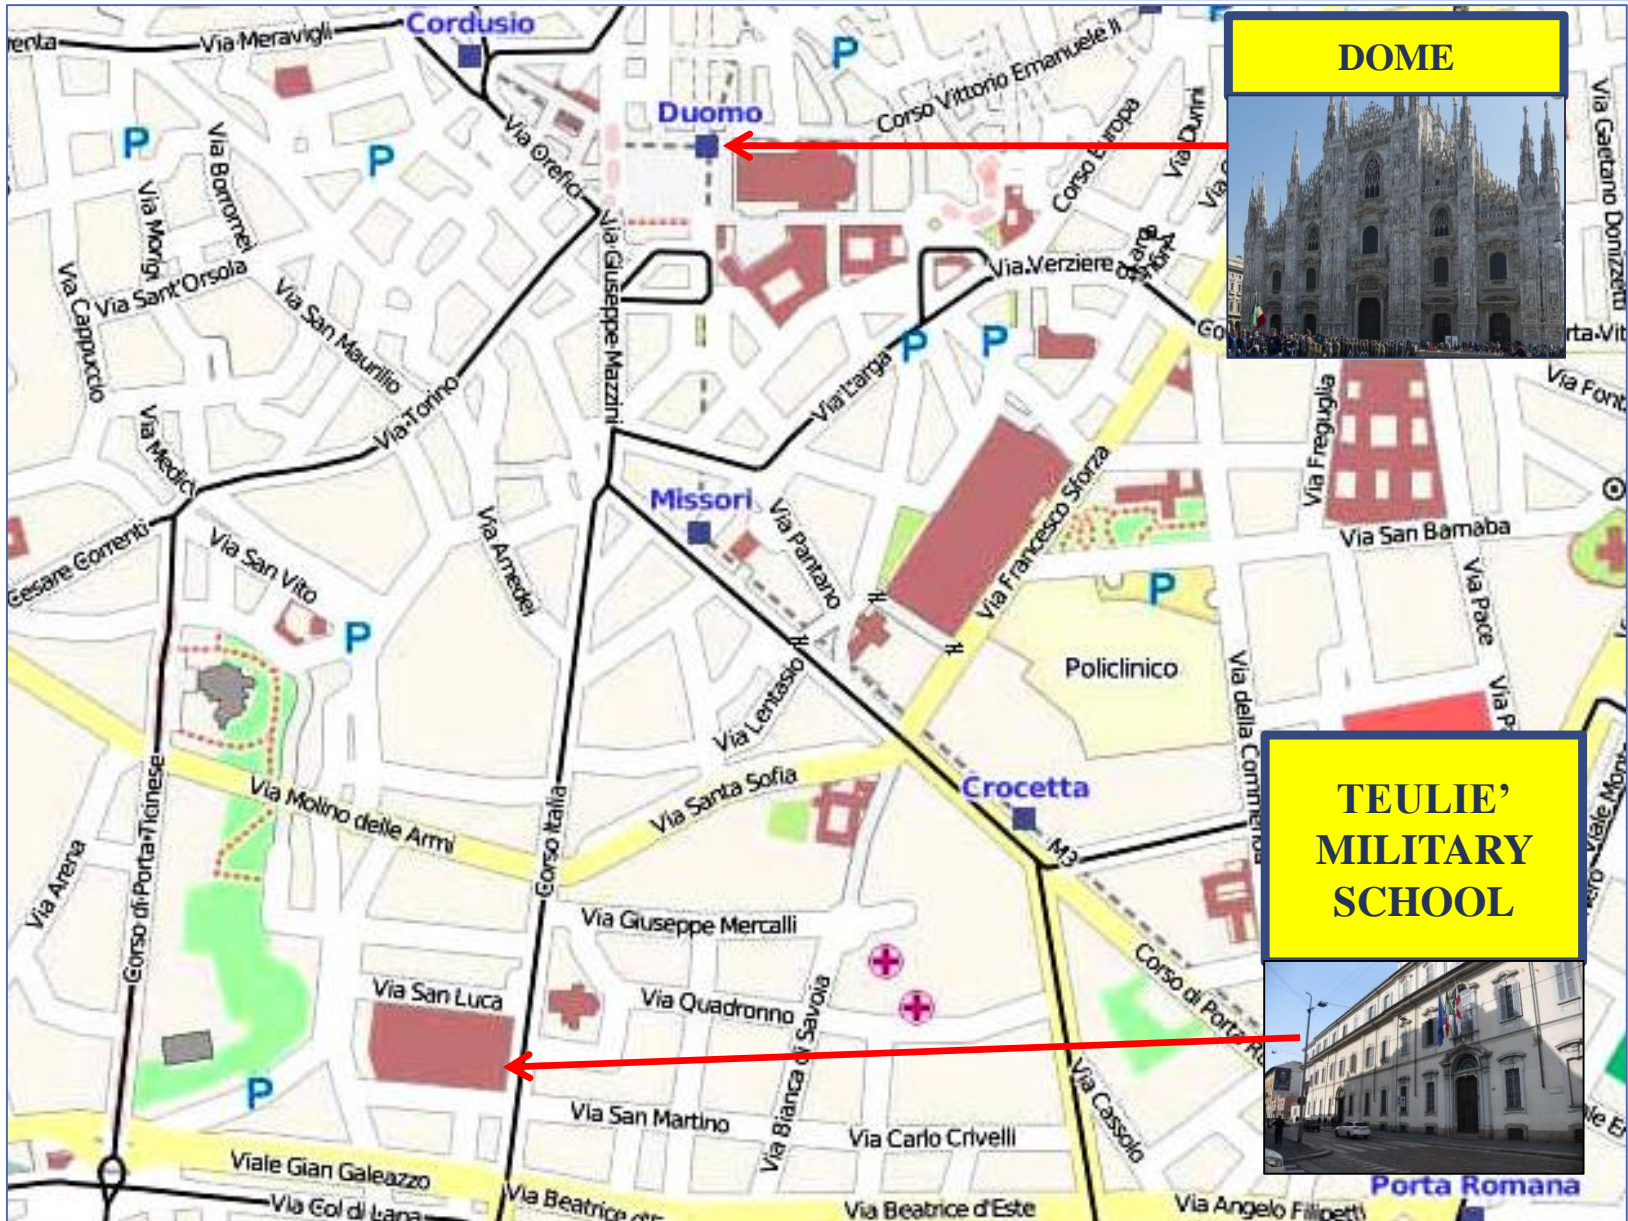 Cordusio
Via Meravigli
P
Corso Vittorio Emanuele II
DOME
Duomo
Via Orefici
Corso Europa
Via Durini
Via Gaetano Donizzetti
P
P
Via Borromei
Via Morigi
Via Giuseppe Mazzini
Via Sant'Orsola
Via Cappuccio
Via San Maurilio
Via Verziere
P
P
Via Larga
Via Torino
Via Medici
Via Freguglia
Missori
Via Pantano
Via Francesco Sforza
Via San Barnaba
Cesare Correnti
Via San Vito
Via Amedei
P
P
Via Pace
Policlinico
Via Lentasio
Via della Commenda
Crocetta
M3
Via Santa Sofia
Via Molino delle Armi
Corso Italia
Corso di Porta Ticinese
Via Arena
TEULIE’
MILITARY
SCHOOL
Via Giuseppe Mercalli
Via San Luca
Via Quadronno
Via Bianca di Savoia
Corso di Porta
P
Via San Martino
Via Carlo Crivelli
Via Cassolo
Viale Gian Galeazzo
Via Col di Lana
Via Beatrice
Via Beatrice d'Este
Via Angelo Filipetti
Porta Romana